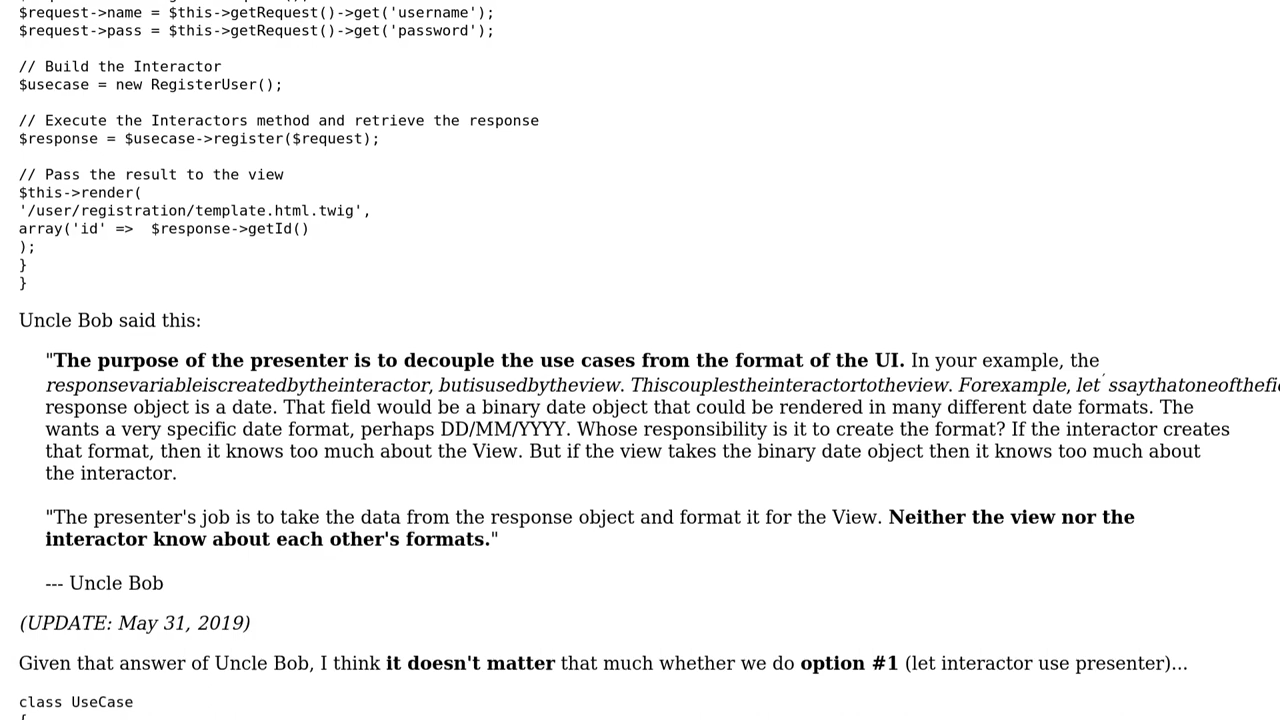 $request->name = $this->getRequest()->get('username');
$request->pass = $this->getRequest()->get('password');
// Build the Interactor
$usecase = new RegisterUser();
// Execute the Interactors method and retrieve the response
$response = $usecase->register($request);
// Pass the result to the view
$this->render(
'/user/registration/template.html.twig',
array('id' =>  $response->getId()
);
}
}
Uncle Bob said this:
"The purpose of the presenter is to decouple the use cases from the format of the UI. In your example, the
responsevariableiscreatedbytheinteractor, butisusedbytheview. Thiscouplestheinteractortotheview. Forexample, let′ssaythatoneofthefie
response object is a date. That field would be a binary date object that could be rendered in many different date formats. The
wants a very specific date format, perhaps DD/MM/YYYY. Whose responsibility is it to create the format? If the interactor creates
that format, then it knows too much about the View. But if the view takes the binary date object then it knows too much about
the interactor.
"The presenter's job is to take the data from the response object and format it for the View. Neither the view nor the
interactor know about each other's formats."
--- Uncle Bob
(UPDATE: May 31, 2019)
Given that answer of Uncle Bob, I think it doesn't matter that much whether we do option #1 (let interactor use presenter)...
class UseCase
{